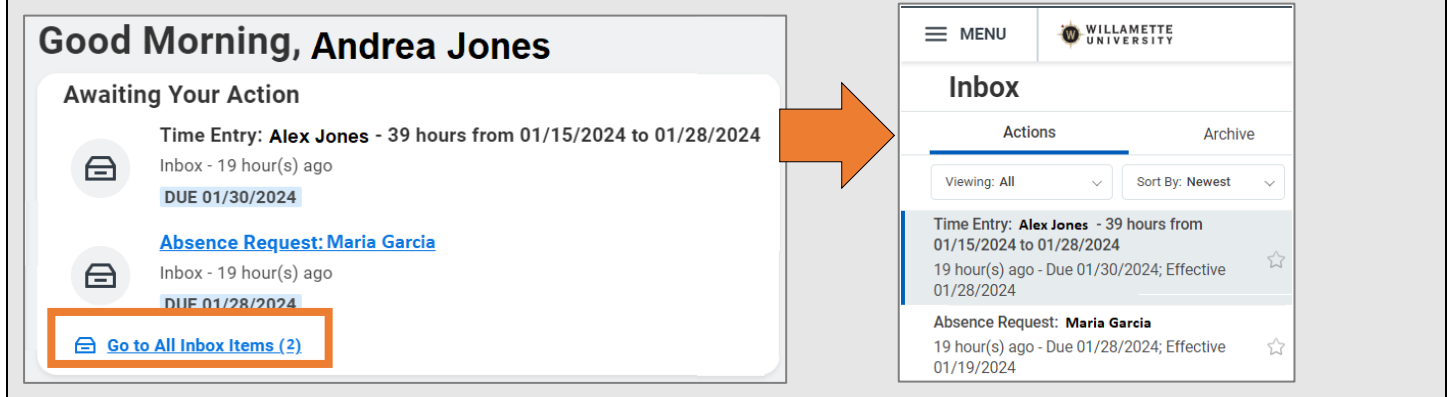 Good Morning, Andrea Jones
Awaiting Your Action
Time Entry: Alex Jones - 39 hours from 01/15/2024 to 01/28/2024
Inbox - 19 hour(s) ago
DUE 01/30/2024
Absence Request: Maria Garcia
Inbox - 19 hour(s) ago
DUE 01/28/2024
Go to All Inbox Items (2)
MENU
WILLAMETTE
UNIVERSITY
Inbox
Actions
Archive
Viewing: All
Sort By: Newest
Time Entry: Alex Jones - 39 hours from
01/15/2024 to 01/28/2024
19 hour(s) ago - Due 01/30/2024; Effective
01/28/2024
Absence Request: Maria Garcia
19 hour(s) ago - Due 01/28/2024; Effective
01/19/2024